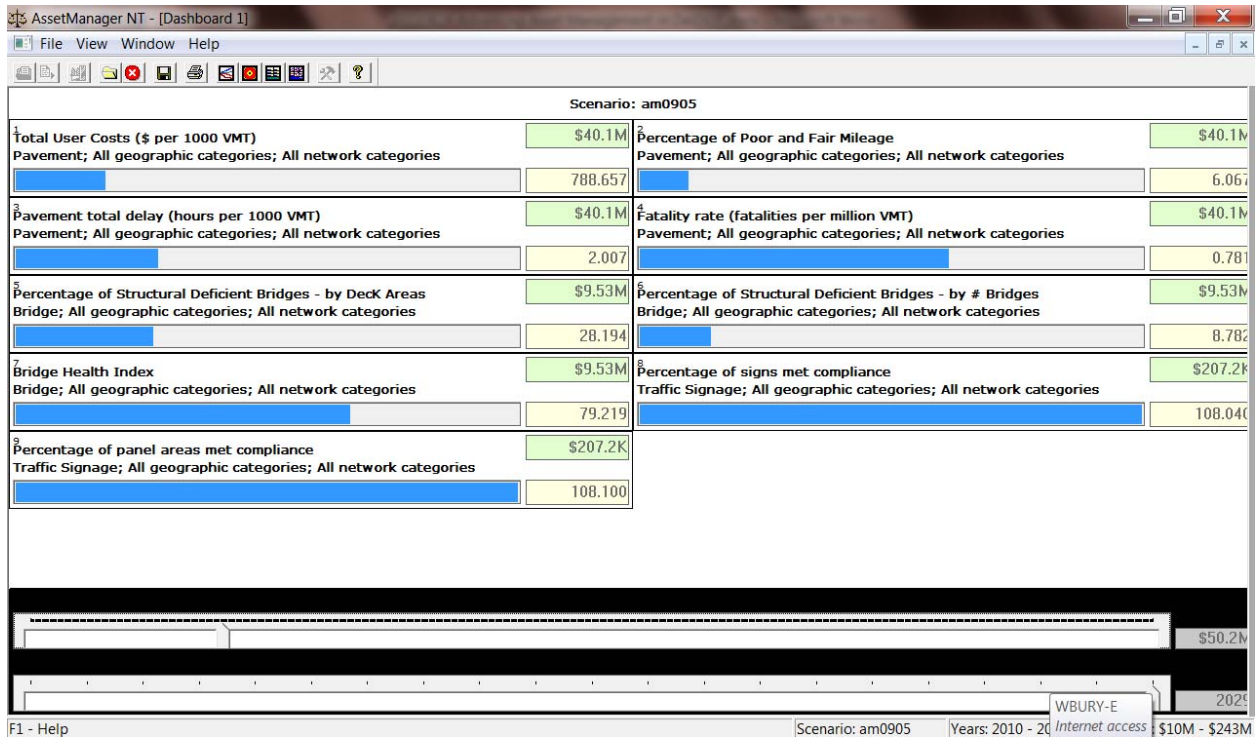 AssetManager NT - [Dashboard 1]
File View Window Help
Scenario: am0905
1
Total User Costs ($ per 1000 VMT)
$40.1M
Pavement; All geographic categories; All network categories
788.657
2
Percentage of Poor and Fair Mileage
$40.1M
Pavement; All geographic categories; All network categories
6.067
3
Pavement total delay (hours per 1000 VMT)
$40.1M
Pavement; All geographic categories; All network categories
2.007
4
Fatality rate (fatalities per million VMT)
$40.1M
Pavement; All geographic categories; All network categories
0.781
5
Percentage of Structural Deficient Bridges - by DecK Areas
$9.53M
Bridge; All geographic categories; All network categories
28.194
6
Percentage of Structural Deficient Bridges - by # Bridges
$9.53M
Bridge; All geographic categories; All network categories
8.782
7
Bridge Health Index
$9.53M
Bridge; All geographic categories; All network categories
79.219
8
Percentage of signs met compliance
$207.2K
Traffic Signage; All geographic categories; All network categories
108.040
9
Percentage of panel areas met compliance
$207.2K
Traffic Signage; All geographic categories; All network categories
108.100
$50.2M
2029
WBURY-E
Internet access
F1 - Help
Scenario: am0905
Years: 2010 - 20
: $10M - $243M